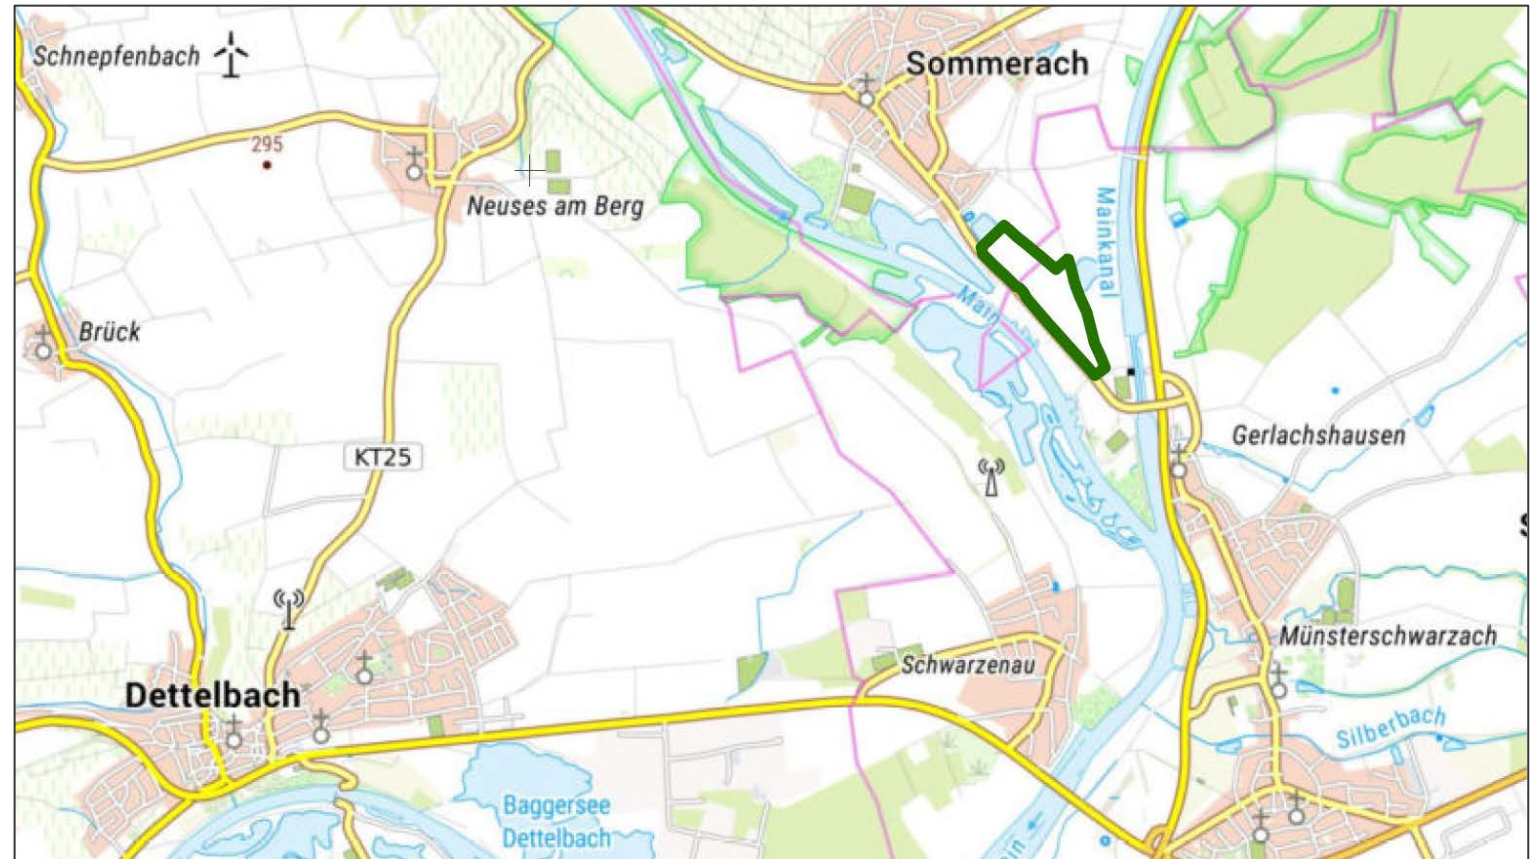 Schnepfenbach
Sommerach
295
Neuses am Berg
Mainkanal
Main
Brück
Gerlachshausen
KT25
Münsterschwarzach
Schwarzenau
Dettelbach
Silberbach
Baggersee
Dettelbach